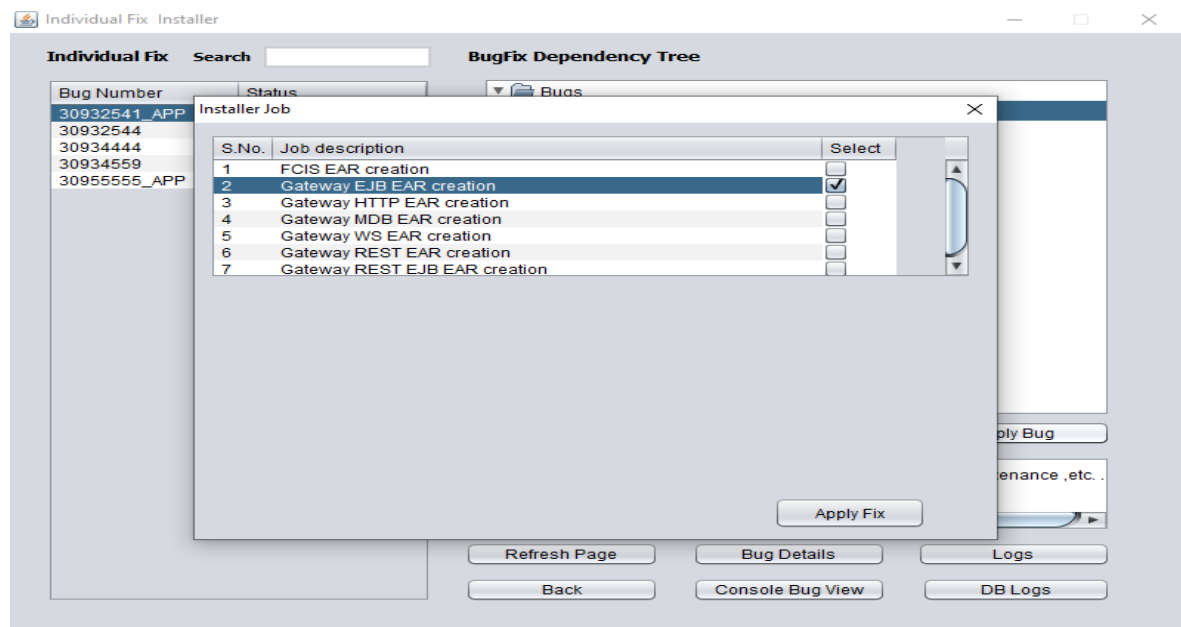 Individual Fix Installer
Individual Fix Search
BugFix Dependency Tree
Bug Number Status
Bugs
30932541_APP
30932544
30934444
30934559
30955555_APP
Installer Job
S.No. Job description Select
1 FCIS EAR creation
2 Gateway EJB EAR creation
3 Gateway HTTP EAR creation
4 Gateway MDB EAR creation
5 Gateway WS EAR creation
6 Gateway REST EAR creation
7 Gateway REST EJB EAR creation
Apply Fix
ply Bug
enance ,etc. .
Refresh Page Bug Details Logs
Back Console Bug View DB Logs